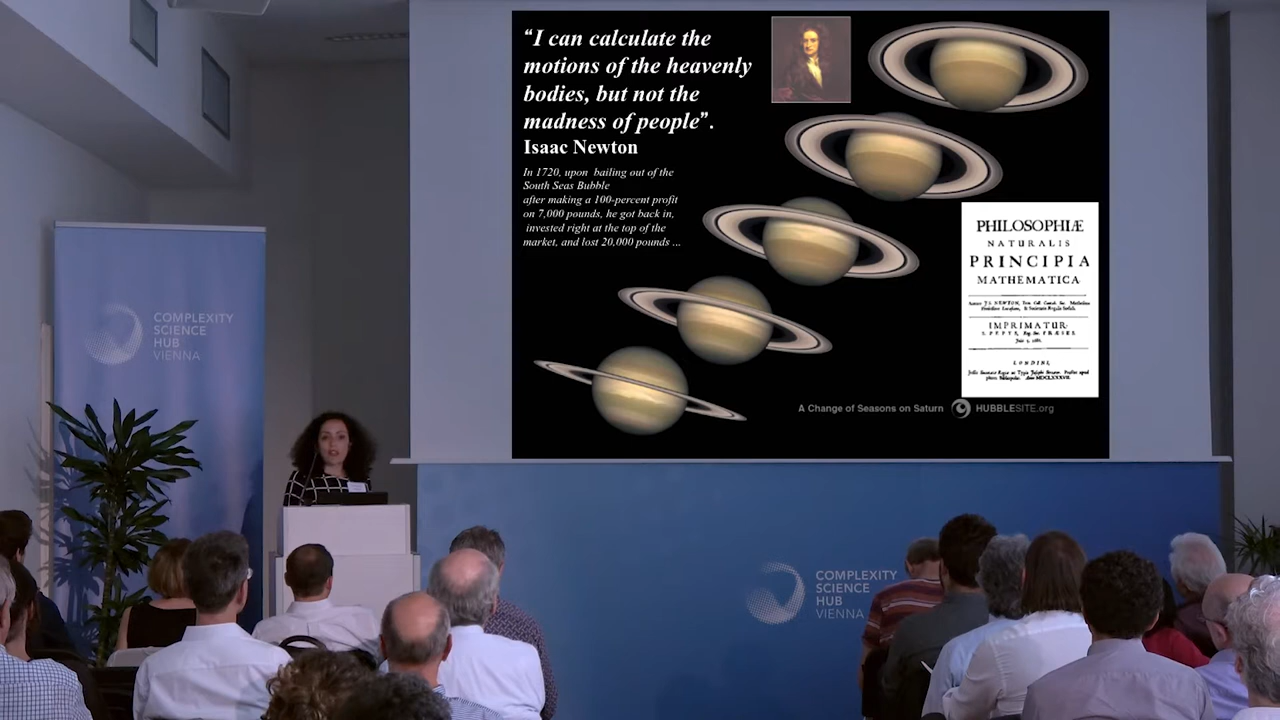 “I can calculate the
motions of the heavenly
bodies, but not the
madness of people”.
Isaac Newton
In 1720, upon bailing out of the
South Seas Bubble
after making a 100-percent profit
on 7,000 pounds, he got back in,
invested right at the top of the
market, and lost 20,000 pounds ...
PHILOSOPHIÆ
NATURALIS
PRINCIPIA
MATHEMATICA
IMPRIMATUR
LONDINI,
A Change of Seasons on Saturn
HUBBLESITE.org
COMPLEXITY
SCIENCE
HUB
VIENNA
COMPLEXITY
SCIENCE
HUB
VIENNA